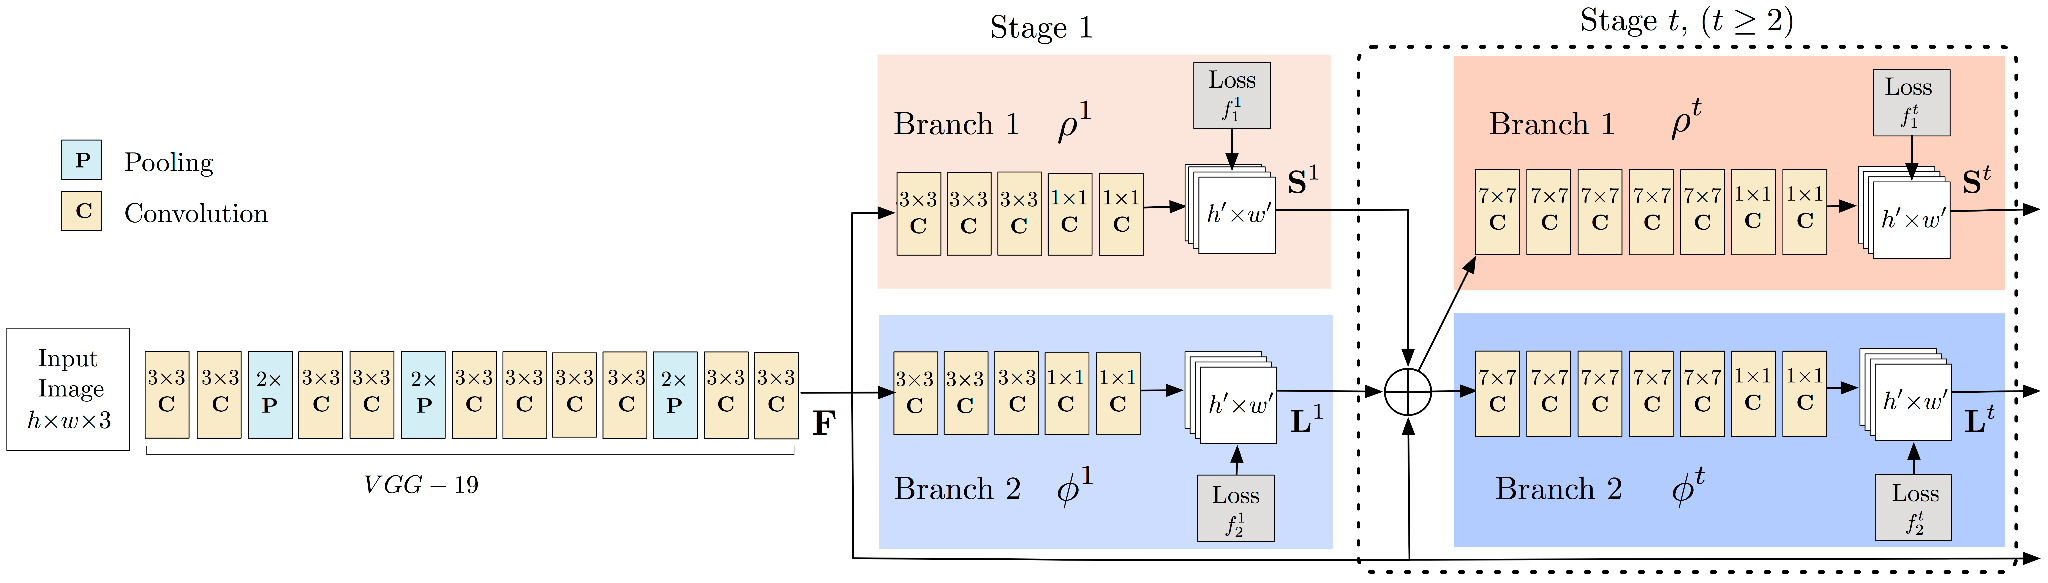 Stage 1
Stage t, (t ≥ 2)
P Pooling
C Convolution
Input
Image
h×w×3
3×3 C
3×3 C
2× P
3×3 C
3×3 C
2× P
3×3 C
3×3 C
3×3 C
3×3 C
2× P
3×3 C
3×3 C
VGG − 19
F
Branch 1 ρ¹
Loss
f₁¹
3×3 C
3×3 C
3×3 C
1×1 C
1×1 C
h′×w′
S¹
3×3 C
3×3 C
3×3 C
1×1 C
1×1 C
h′×w′
L¹
Branch 2 ϕ¹
Loss
f₂¹
Branch 1 ρᵗ
Loss
f₁ᵗ
7×7 C
7×7 C
7×7 C
7×7 C
7×7 C
1×1 C
1×1 C
h′×w′
Sᵗ
7×7 C
7×7 C
7×7 C
7×7 C
7×7 C
1×1 C
1×1 C
h′×w′
Lᵗ
Branch 2 ϕᵗ
Loss
f₂ᵗ